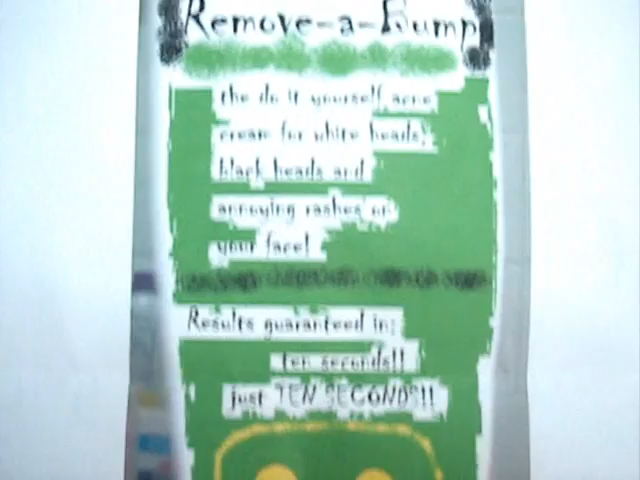 Remove-a-Bump
the do it yourself acne
cream for white heads,
black heads and
annoying rashes on
your face!
Results guaranteed in:
ten seconds!!
just TEN SECONDS!!